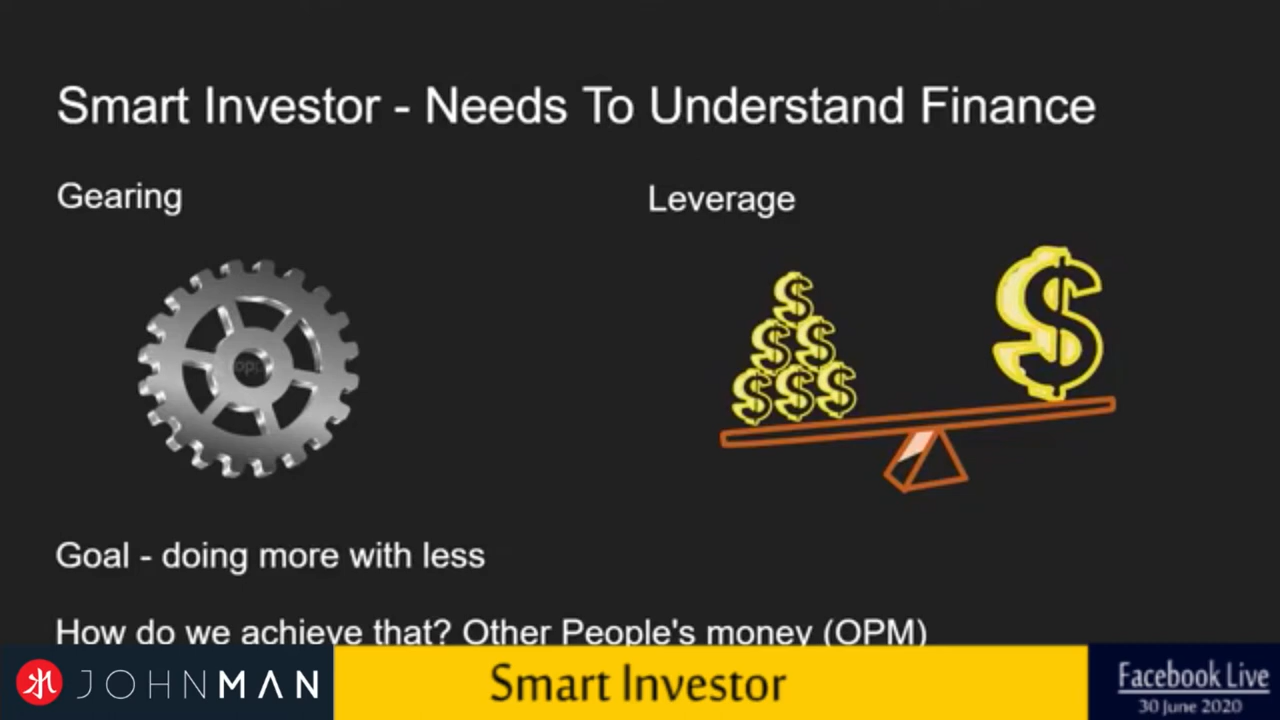 Smart Investor - Needs To Understand Finance
Gearing
Leverage
$
$
$ $
$ $ $
Goal - doing more with less
How do we achieve that? Other People's money (OPM)
JOHNMAN
Smart Investor
Facebook Live
30 June 2020